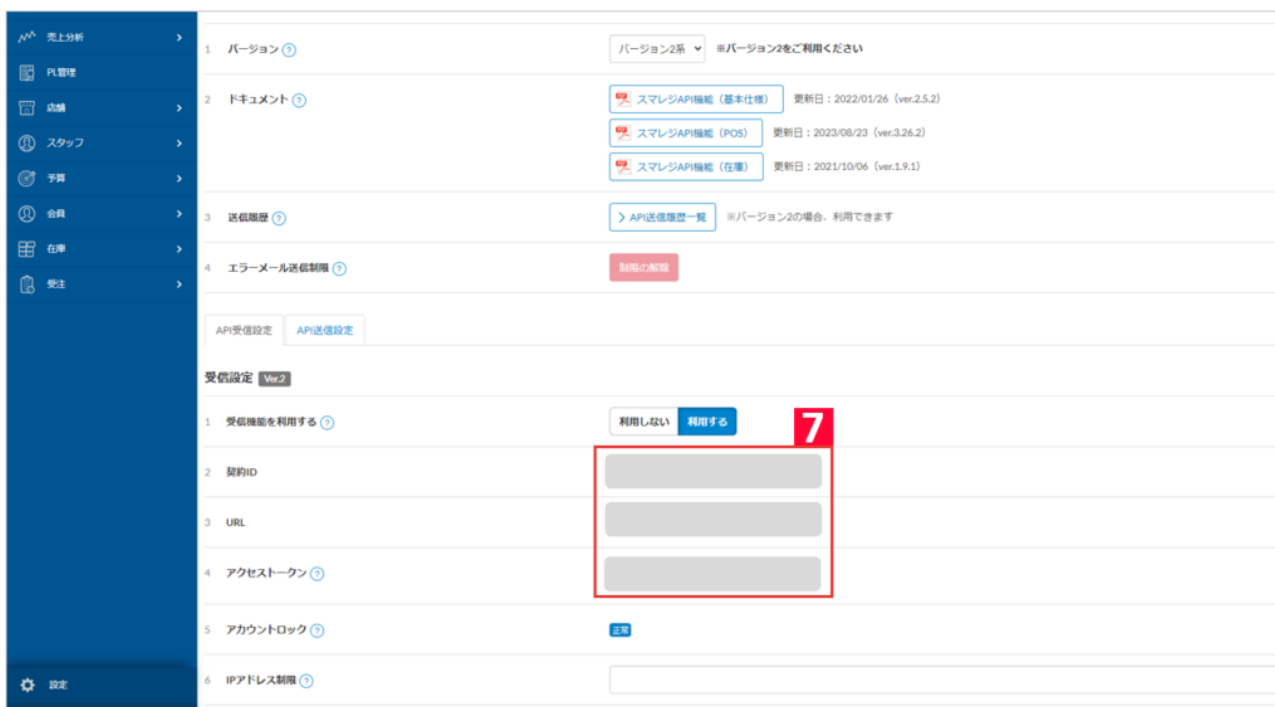 売上分析
PL管理
店舗
スタッフ
予算
会員
在庫
受注
設定
1 バージョン ? バージョン2系 ※バージョン2をご利用ください
2 ドキュメント ? スマレジAPI機能（基本仕様） 更新日：2022/01/26（ver.2.5.2）
スマレジAPI機能（POS） 更新日：2023/08/23（ver.3.26.2）
スマレジAPI機能（在庫） 更新日：2021/10/06（ver.1.9.1）
3 送信履歴 ? API送信履歴一覧 ※バージョン2の場合、利用できます
4 エラーメール送信制限 ? 制限の解除
API受信設定 API送信設定
受信設定 Ver.2
1 受信機能を利用する ? 利用しない 利用する 7
2 契約ID
3 URL
4 アクセストークン ?
5 アカウントロック ? 正常
6 IPアドレス制限 ?